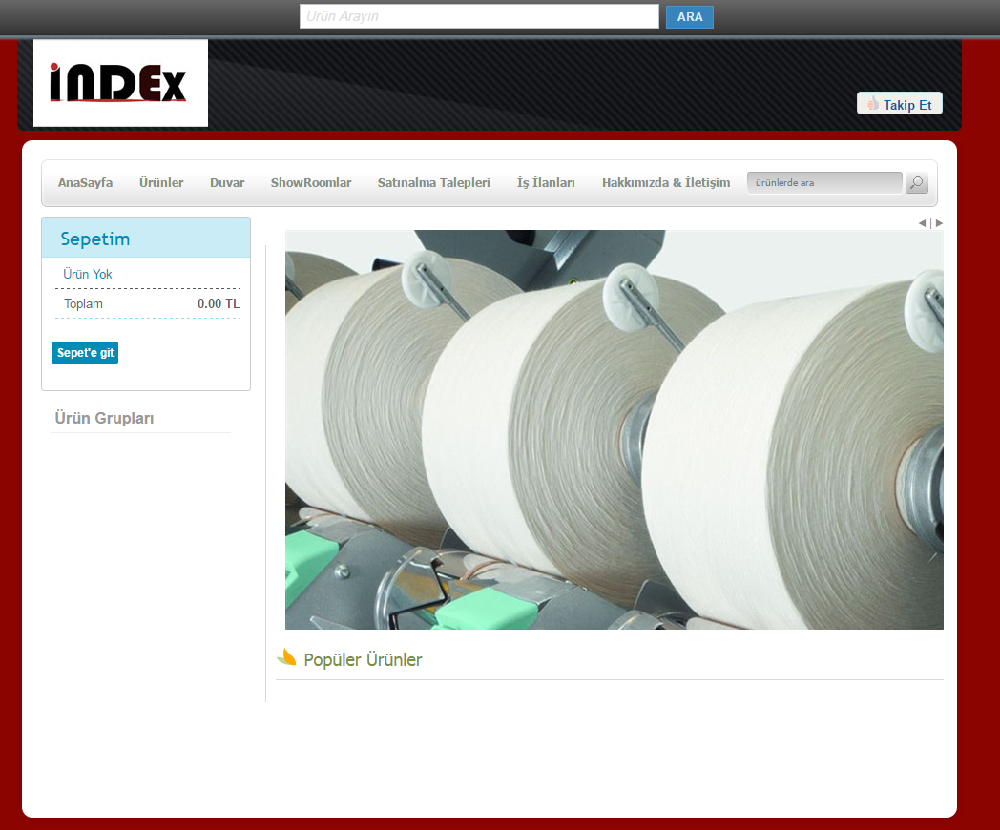 Ürün Arayın ARA
iNDEx
Takip Et
AnaSayfa Ürünler Duvar ShowRoomlar Satınalma Talepleri İş İlanları Hakkımızda & İletişim ürünlerde ara
Sepetim
Ürün Yok
Toplam 0.00 TL
Sepet'e git
Ürün Grupları
Popüler Ürünler